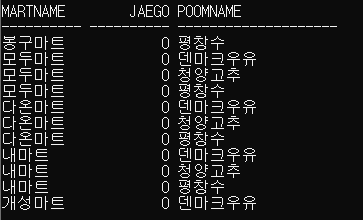 MARTNAME JAEGO POOMNAME
---------- ---------- --------------------
봉구마트 0 평창수
모두마트 0 덴마크우유
모두마트 0 청양고추
모두마트 0 평창수
다온마트 0 덴마크우유
다온마트 0 청양고추
다온마트 0 평창수
내마트 0 덴마크우유
내마트 0 청양고추
내마트 0 평창수
개성마트 0 덴마크우유